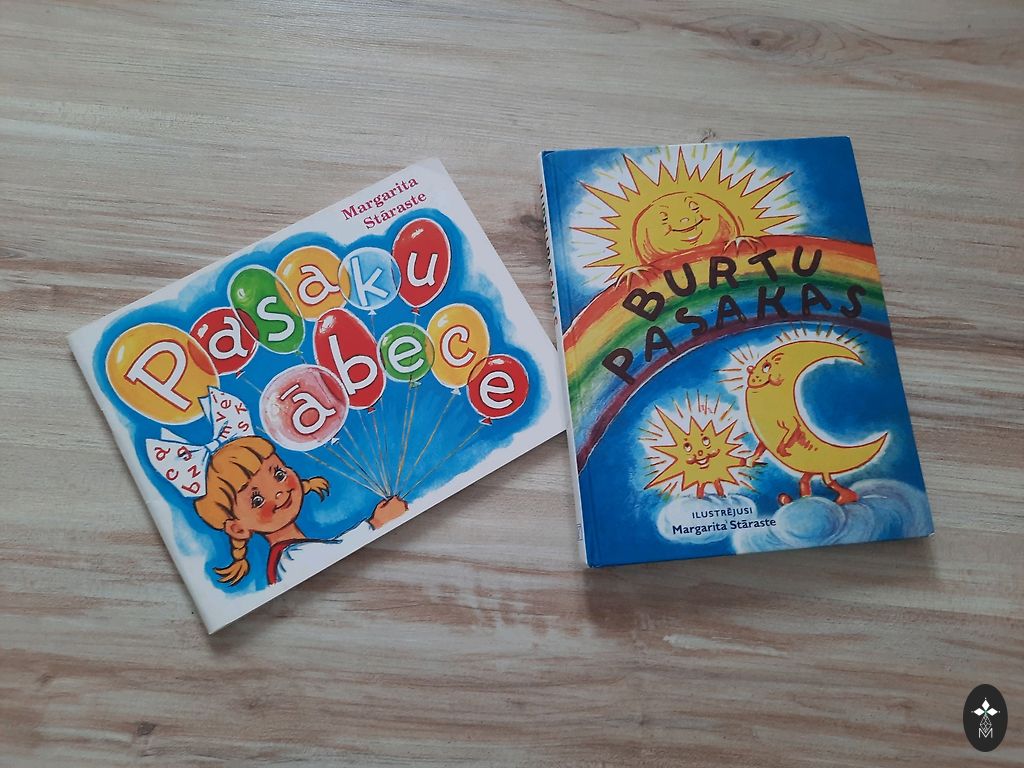 Margarita
Stāraste
Pasaku
ābece
BURTU
PASAKAS
ILUSTRĒJUSI
Margarita Stāraste